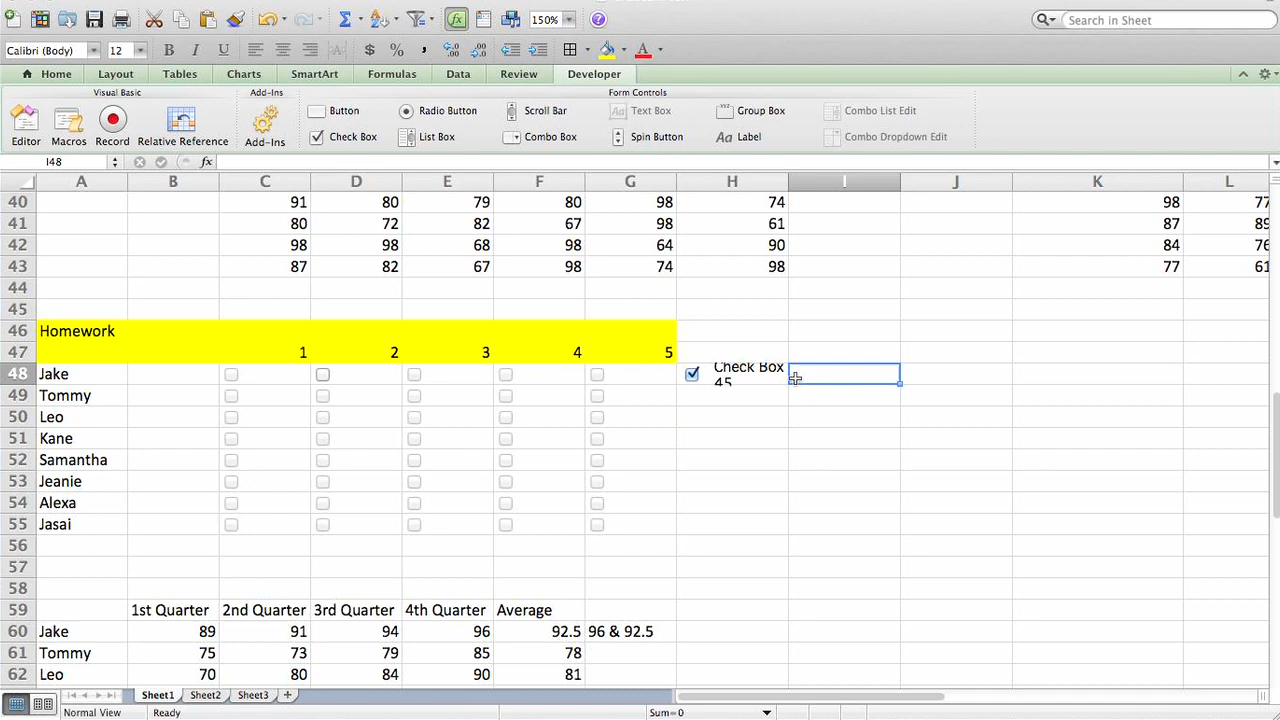 150%
Search in Sheet
Calibri (Body) 12 B I U A $ % , A
Home Layout Tables Charts SmartArt Formulas Data Review Developer
Visual Basic Add-Ins Form Controls
Button Radio Button Scroll Bar Text Box Group Box Combo List Edit
Check Box List Box Combo Box Spin Button Label Combo Dropdown Edit
Editor Macros Record Relative Reference Add-Ins
I48 fx
A B C D E F G H I J K L
40 91 80 79 80 98 74 98 77
41 80 72 82 67 98 61 87 89
42 98 98 68 98 64 90 84 76
43 87 82 67 98 74 98 77 61
44
45
46 Homework
47 1 2 3 4 5
48 Jake Check Box
45
49 Tommy
50 Leo
51 Kane
52 Samantha
53 Jeanie
54 Alexa
55 Jasai
56
57
58
59 1st Quarter 2nd Quarter 3rd Quarter 4th Quarter Average
60 Jake 89 91 94 96 92.5 96 & 92.5
61 Tommy 75 73 79 85 78
62 Leo 70 80 84 90 81
Sheet1 Sheet2 Sheet3 +
Normal View Ready Sum=0